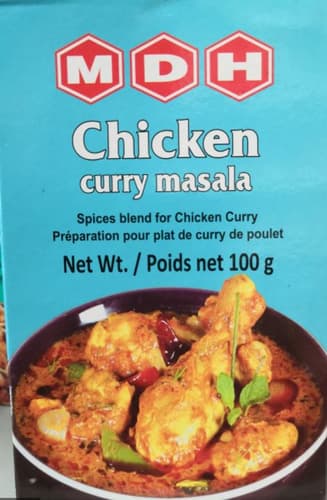 MDH
Chicken
curry masala
Spices blend for Chicken Curry
Préparation pour plat de curry de poulet
Net Wt. / Poids net 100 g